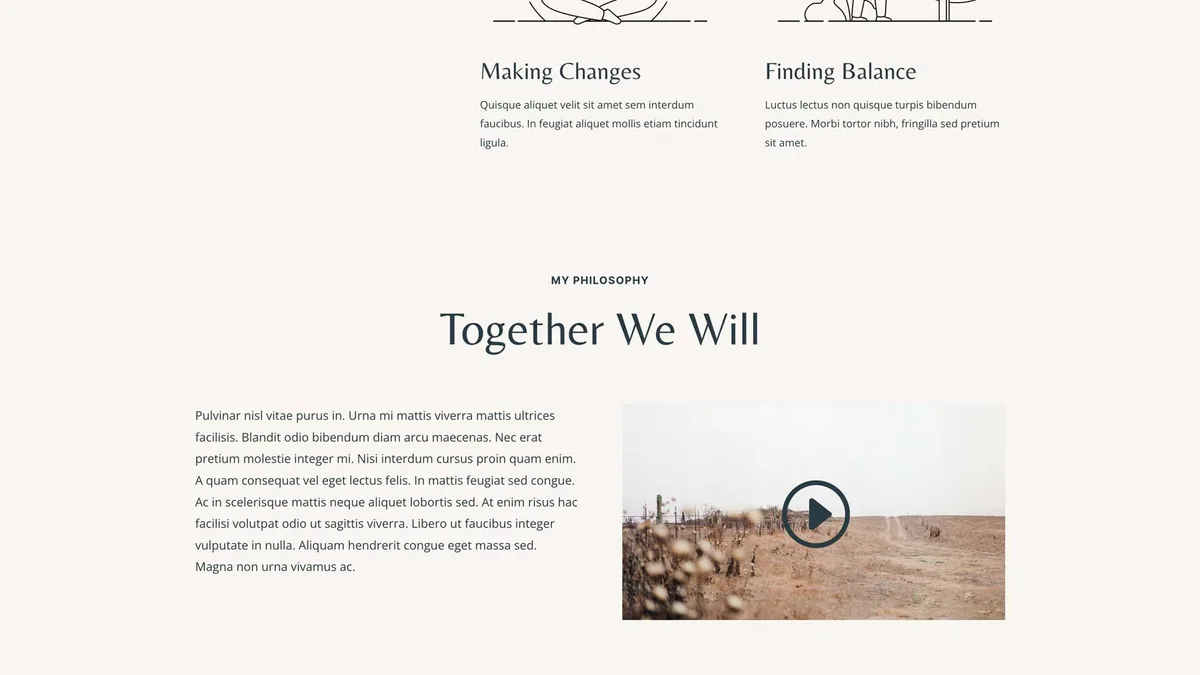 Making Changes
Quisque aliquet velit sit amet sem interdum
faucibus. In feugiat aliquet mollis etiam tincidunt
ligula.
Finding Balance
Luctus lectus non quisque turpis bibendum
posuere. Morbi tortor nibh, fringilla sed pretium
sit amet.
MY PHILOSOPHY
Together We Will
Pulvinar nisl vitae purus in. Urna mi mattis viverra mattis ultrices
facilisis. Blandit odio bibendum diam arcu maecenas. Nec erat
pretium molestie integer mi. Nisi interdum cursus proin quam enim.
A quam consequat vel eget lectus felis. In mattis feugiat sed congue.
Ac in scelerisque mattis neque aliquet lobortis sed. At enim risus hac
facilisi volutpat odio ut sagittis viverra. Libero ut faucibus integer
vulputate in nulla. Aliquam hendrerit congue eget massa sed.
Magna non urna vivamus ac.